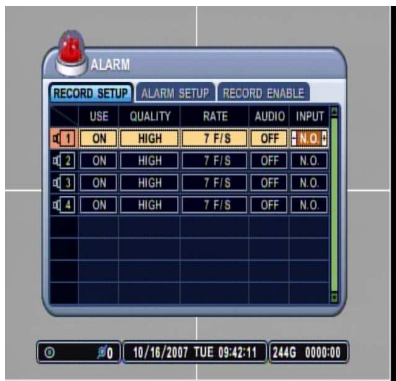 ALARM
RECORD SETUP ALARM SETUP RECORD ENABLE
USE QUALITY RATE AUDIO INPUT
1 ON HIGH 7 F/S OFF - N.O. +
2 ON HIGH 7 F/S OFF N.O.
3 ON HIGH 7 F/S OFF N.O.
4 ON HIGH 7 F/S OFF N.O.
0 10/16/2007 TUE 09:42:11 244G 0000:00